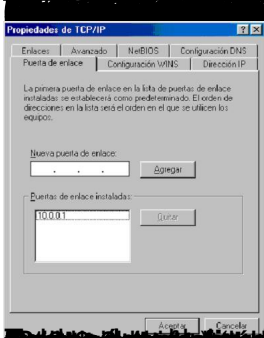 Propiedades de TCP/IP
Enlaces Avanzado NetBIOS Configuración DNS
Puerta de enlace Configuración WINS Dirección IP
La primera puerta de enlace en la lista de puertas de enlace
instaladas se establecerá como predeterminado. El orden de
direcciones en la lista será el orden en el que se utilicen los
equipos.
Nueva puerta de enlace:
. . .
Agregar
Puertas de enlace instaladas:
10.0.0.1
Quitar
Aceptar Cancelar